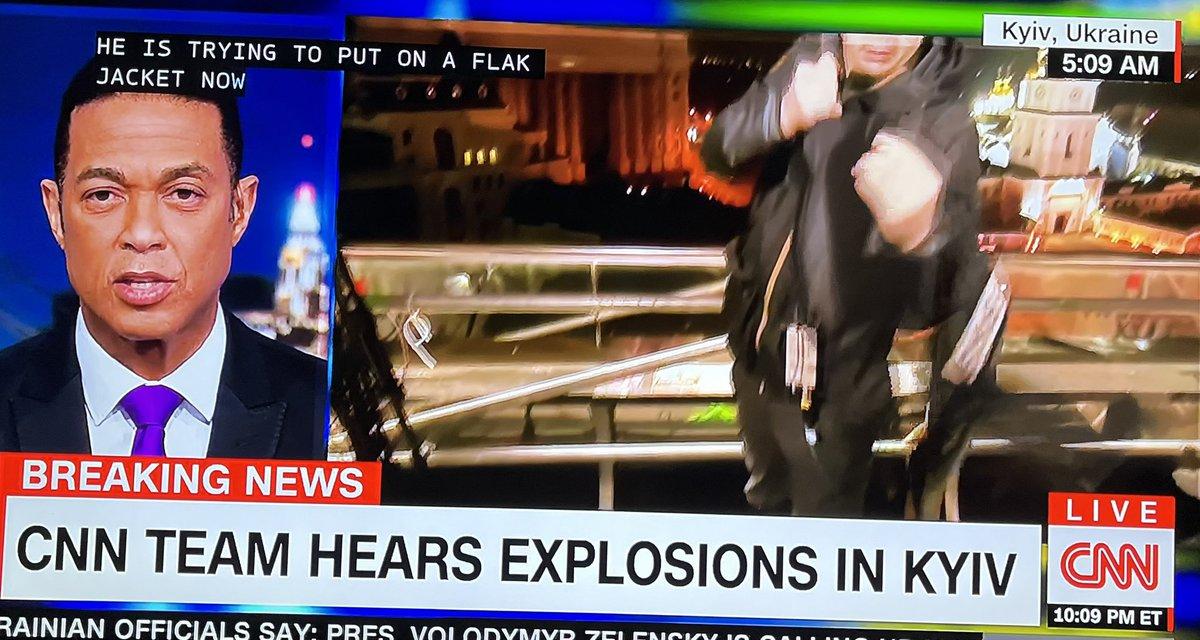 HE IS TRYING TO PUT ON A FLAK
JACKET NOW
Kyiv, Ukraine
5:09 AM
BREAKING NEWS
CNN TEAM HEARS EXPLOSIONS IN KYIV
LIVE
CNN
10:09 PM ET
RAINIAN OFFICIALS SAY: PRES. VOLODYMYR ZELENSKY IS CALLING